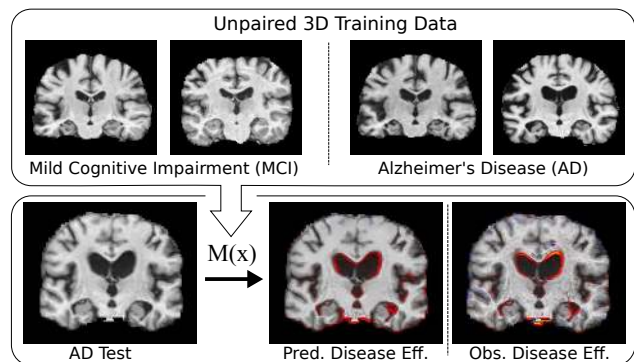 Unpaired 3D Training Data
Mild Cognitive Impairment (MCI)
Alzheimer's Disease (AD)
M(x)
AD Test
Pred. Disease Eff.
Obs. Disease Eff.